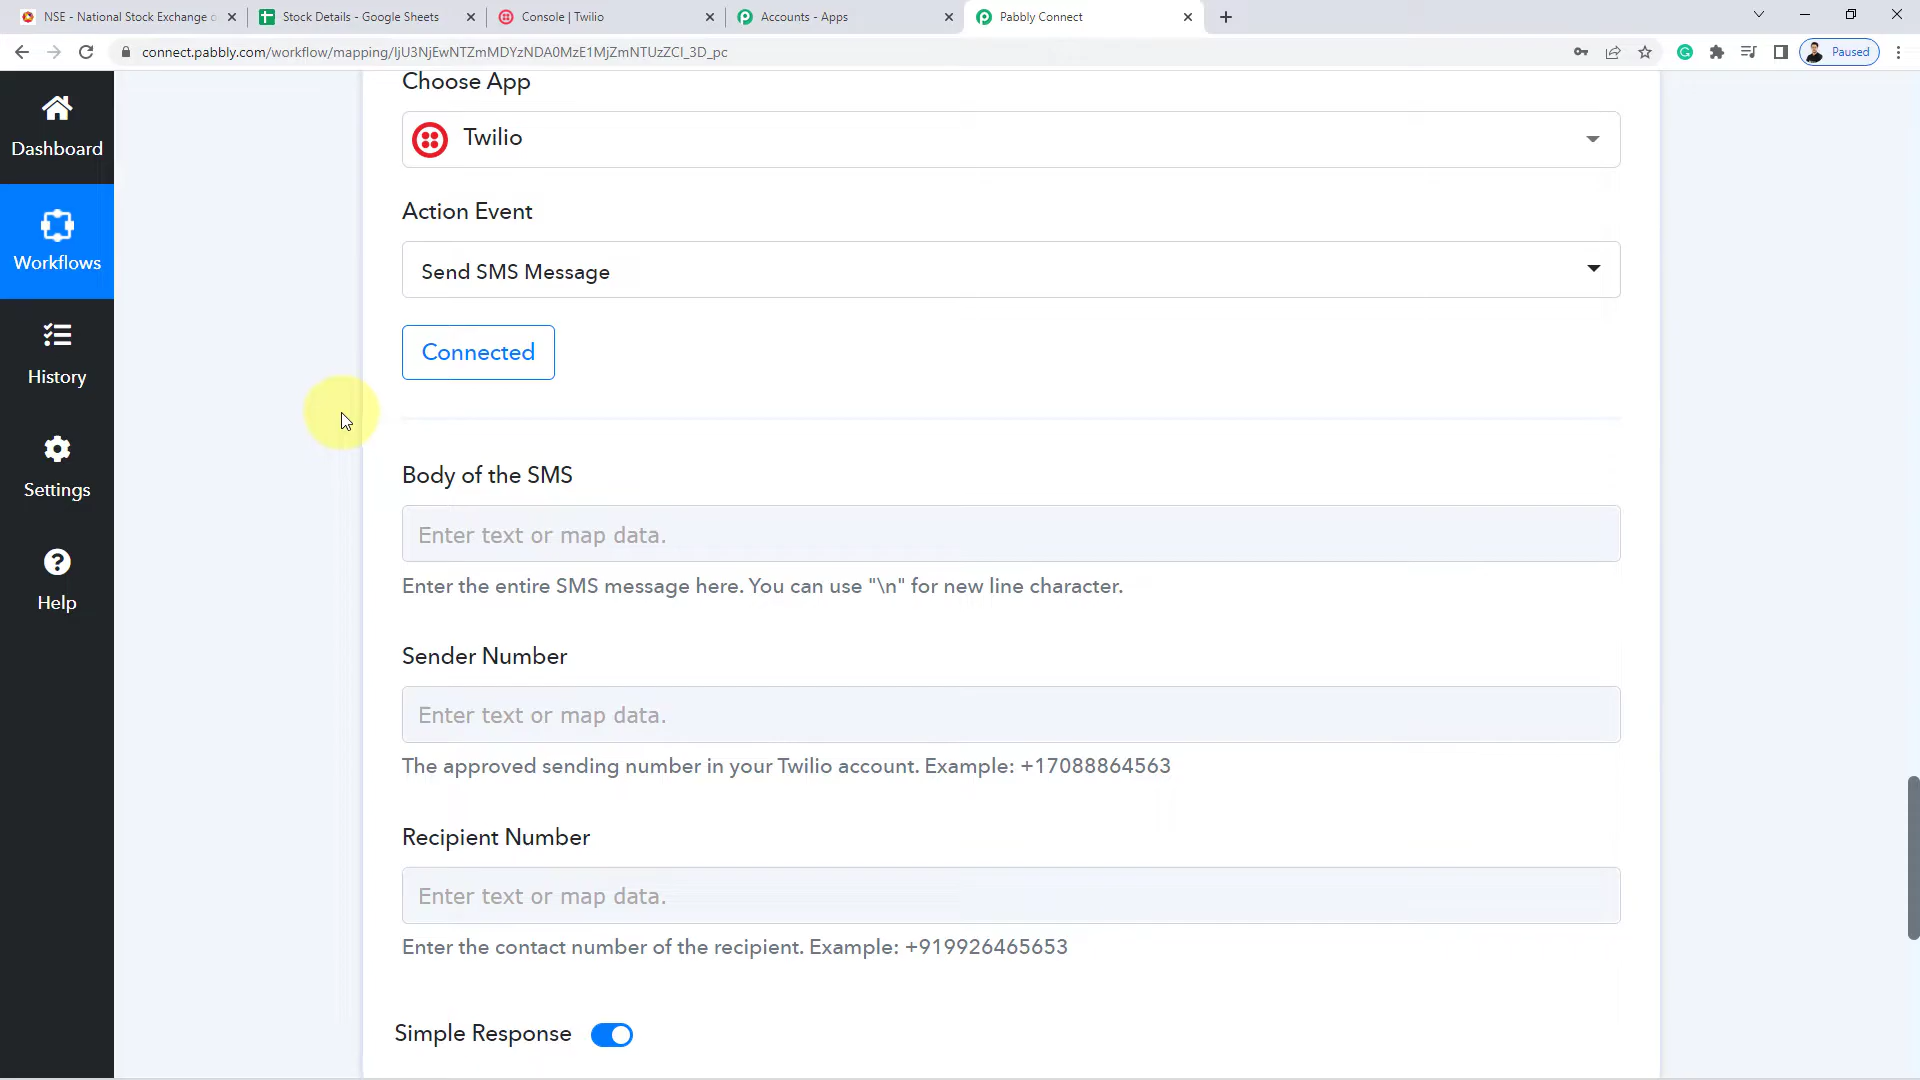 NSE - National Stock Exchange o
Stock Details - Google Sheets
Console | Twilio
Accounts - Apps
Pabbly Connect
connect.pabbly.com/workflow/mapping/IjU3NjEwNTZmMDYzNDA0MzE1MjZmNTUzZCI_3D_pc
Paused
Dashboard
Workflows
History
Settings
Help
Choose App
Twilio
Action Event
Send SMS Message
Connected
Body of the SMS
Enter text or map data.
Enter the entire SMS message here. You can use "\n" for new line character.
Sender Number
Enter text or map data.
The approved sending number in your Twilio account. Example: +17088864563
Recipient Number
Enter text or map data.
Enter the contact number of the recipient. Example: +919926465653
Simple Response